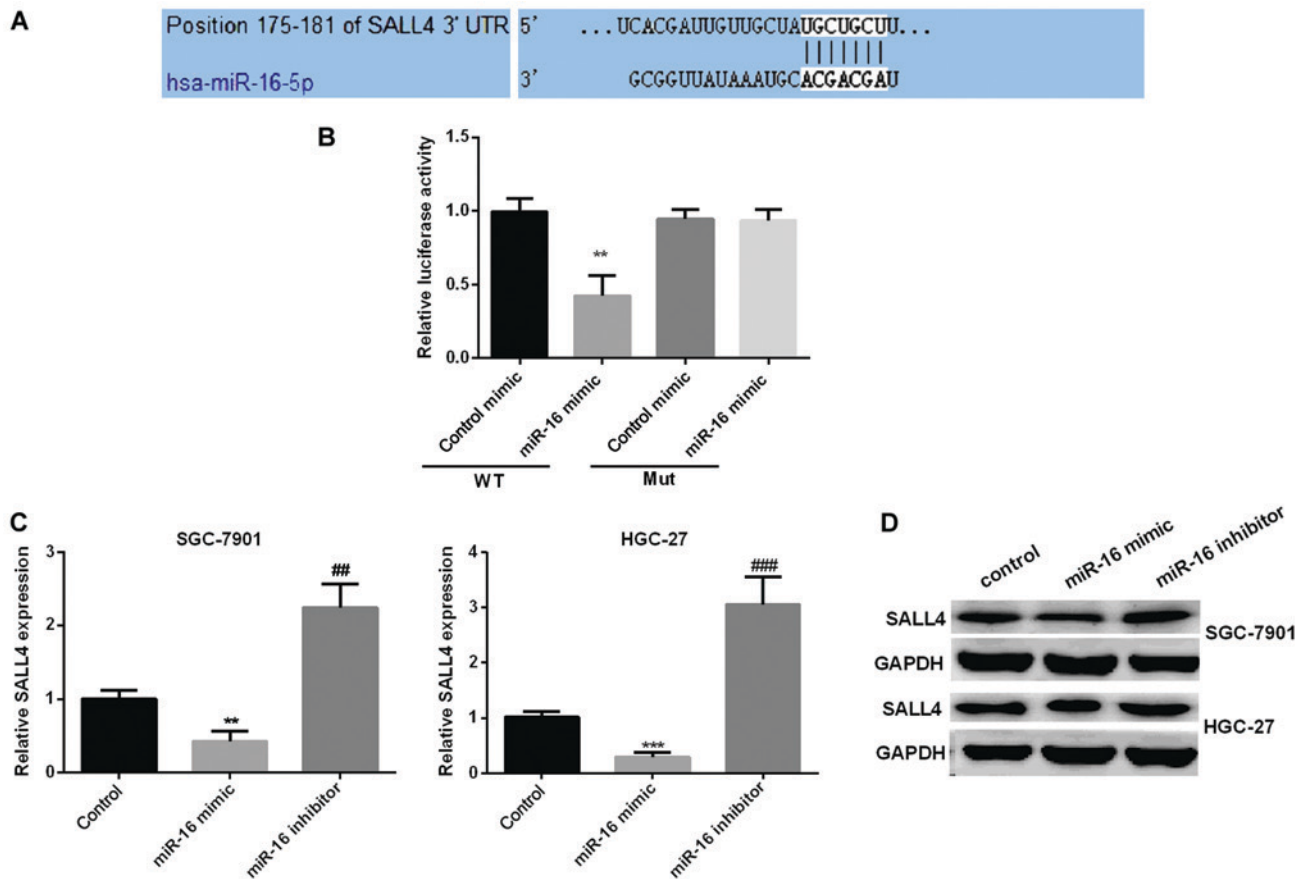 A
Position 175-181 of SALL4 3' UTR 5' ...UCACGAUUGUUGCUAUGCUGCUU...
hsa-miR-16-5p 3' GCGGUUAUAAAUGCACGACGAU
B
Relative luciferase activity
1.5
1.0
0.5
0.0
**
Control mimic
miR-16 mimic
Control mimic
miR-16 mimic
WT
Mut
C
SGC-7901
Relative SALL4 expression
3
2
1
0
**
##
Control
miR-16 mimic
miR-16 inhibitor
HGC-27
Relative SALL4 expression
4
3
2
1
0
***
###
Control
miR-16 mimic
miR-16 inhibitor
D
control
miR-16 mimic
miR-16 inhibitor
SALL4
GAPDH
SGC-7901
SALL4
GAPDH
HGC-27